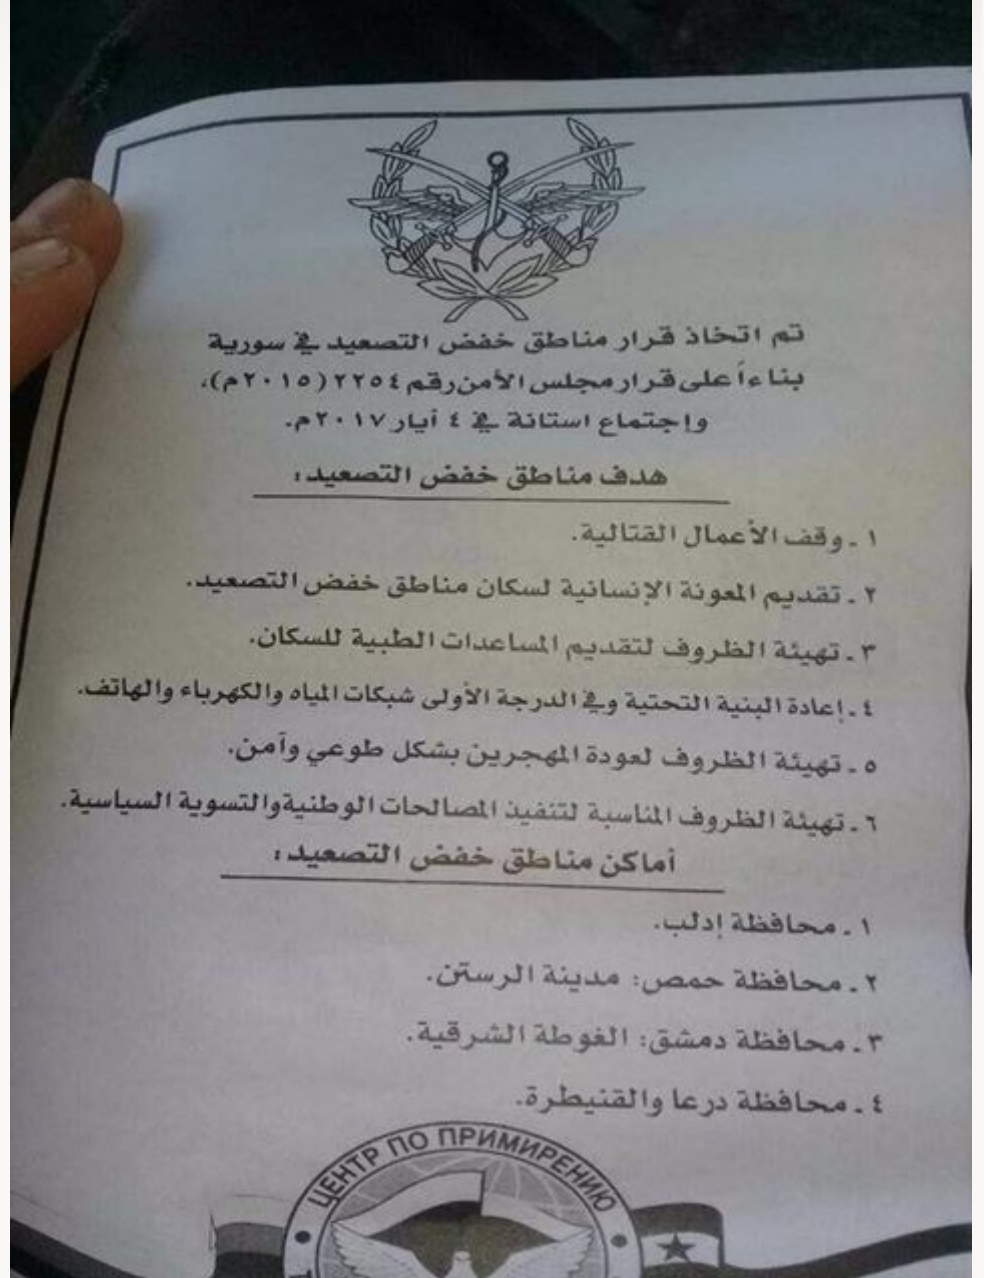 تم اتخاذ قرار مناطق خفض التصعيد في سورية
بناءاً على قرار مجلس الأمن رقم ٢٢٥٤ (٢٠١٥م)،
وإجتماع استانة في ٤ أيار ٢٠١٧م.
هدف مناطق خفض التصعيد:
١ ـ وقف الأعمال القتالية.
٢ ـ تقديم المعونة الإنسانية لسكان مناطق خفض التصعيد.
٣ ـ تهيئة الظروف لتقديم المساعدات الطبية للسكان.
٤ ـ إعادة البنية التحتية وفي الدرجة الأولى شبكات المياه والكهرباء والهاتف.
٥ ـ تهيئة الظروف لعودة المهجرين بشكل طوعي وآمن.
٦ ـ تهيئة الظروف المناسبة لتنفيذ المصالحات الوطنية والتسوية السياسية.
أماكن مناطق خفض التصعيد:
١ ـ محافظة إدلب.
٢ ـ محافظة حمص: مدينة الرستن.
٣ ـ محافظة دمشق: الغوطة الشرقية.
٤ ـ محافظة درعا والقنيطرة.
ЦЕНТР ПО ПРИМИРЕНИЮ